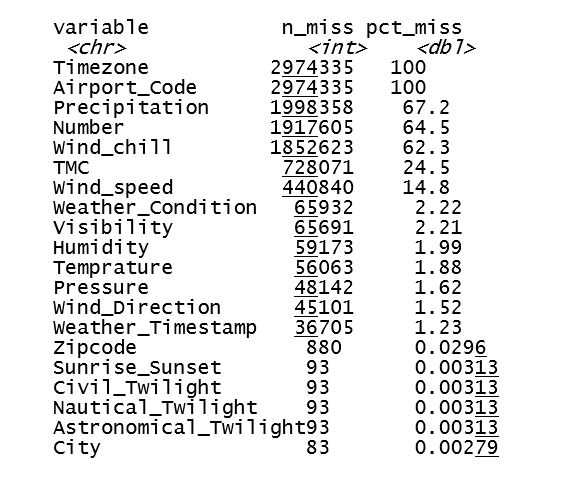 variable n_miss pct_miss
<chr> <int> <dbl>
Timezone 2974335 100
Airport_Code 2974335 100
Precipitation 1998358 67.2
Number 1917605 64.5
Wind_chill 1852623 62.3
TMC 728071 24.5
Wind_speed 440840 14.8
Weather_Condition 65932 2.22
Visibility 65691 2.21
Humidity 59173 1.99
Temprature 56063 1.88
Pressure 48142 1.62
Wind_Direction 45101 1.52
Weather_Timestamp 36705 1.23
Zipcode 880 0.0296
Sunrise_Sunset 93 0.00313
Civil_Twilight 93 0.00313
Nautical_Twilight 93 0.00313
Astronomical_Twilight93 0.00313
City 83 0.00279